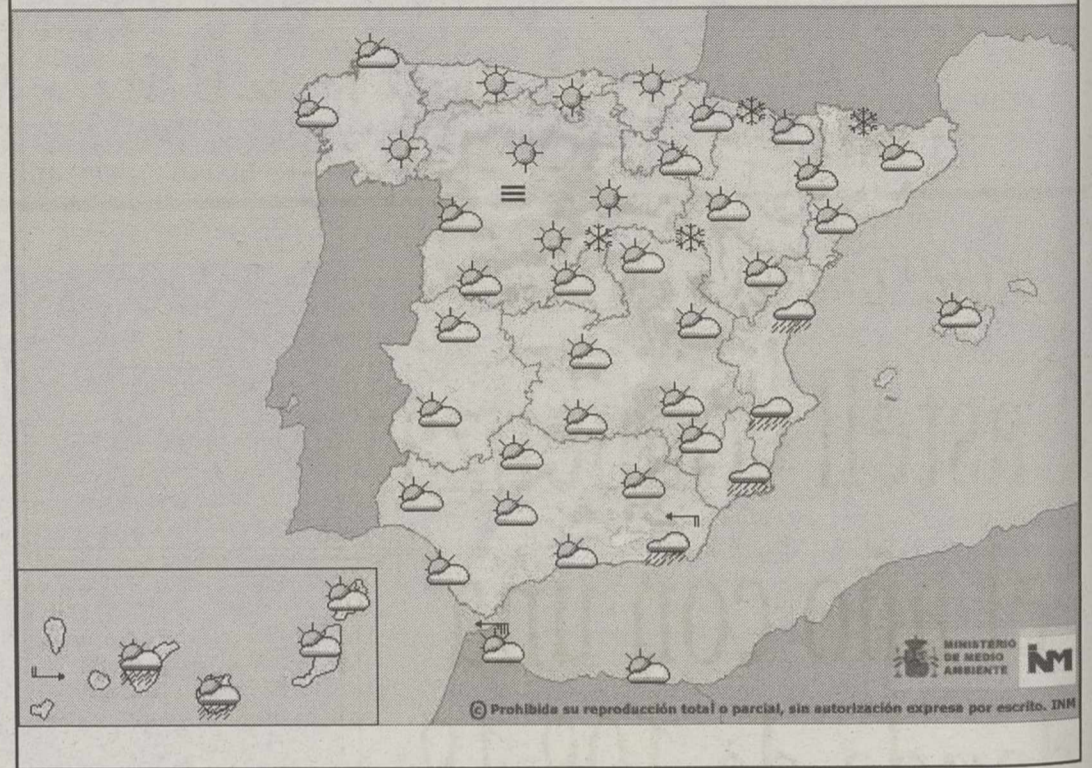 MINISTERIO
DE MEDIO
AMBIENTE
INM
© Prohibida su reproducción total o parcial, sin autorización expresa por escrito. INM